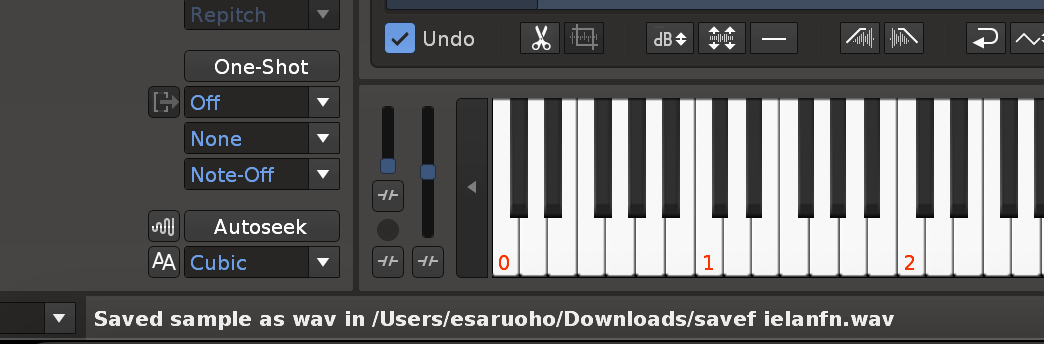 Repitch
Undo
dB
One-Shot
Off
None
Note-Off
Autoseek
AA Cubic
0 1 2
Saved sample as wav in /Users/esaruoho/Downloads/savef ielanfn.wav